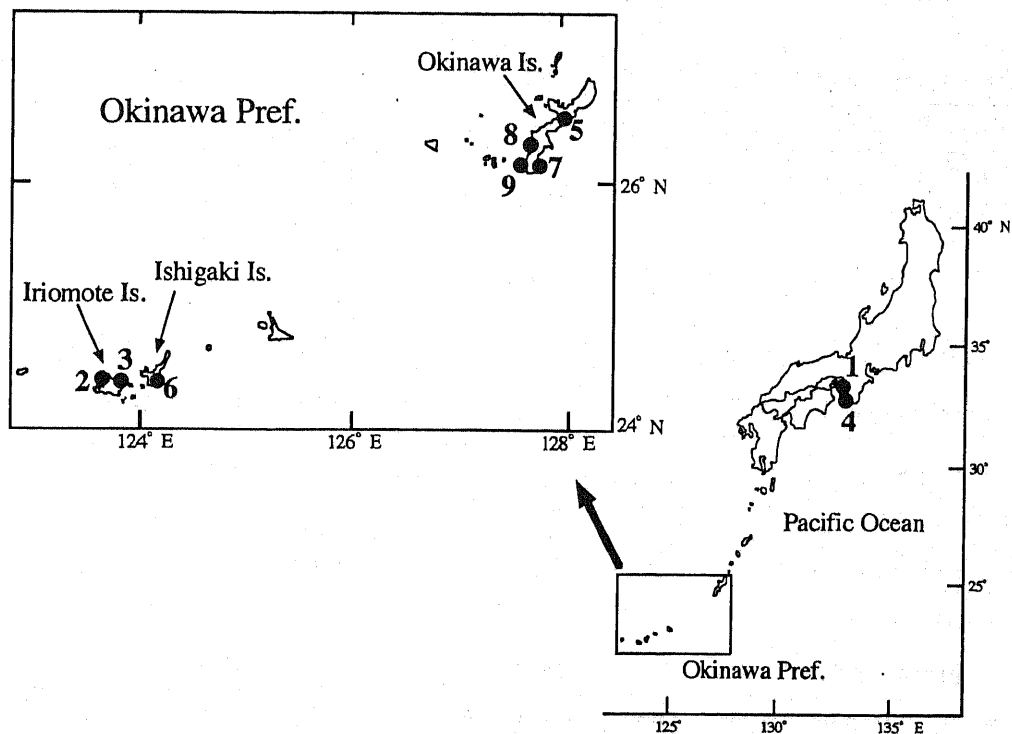 Okinawa Is.
Okinawa Pref.
8
5
9
7
26° N
Iriomote Is.
Ishigaki Is.
2
3
6
124° E
126° E
128° E
24° N
40° N
35°
1
4
30°
Pacific Ocean
25°
Okinawa Pref.
125°
130°
135° E